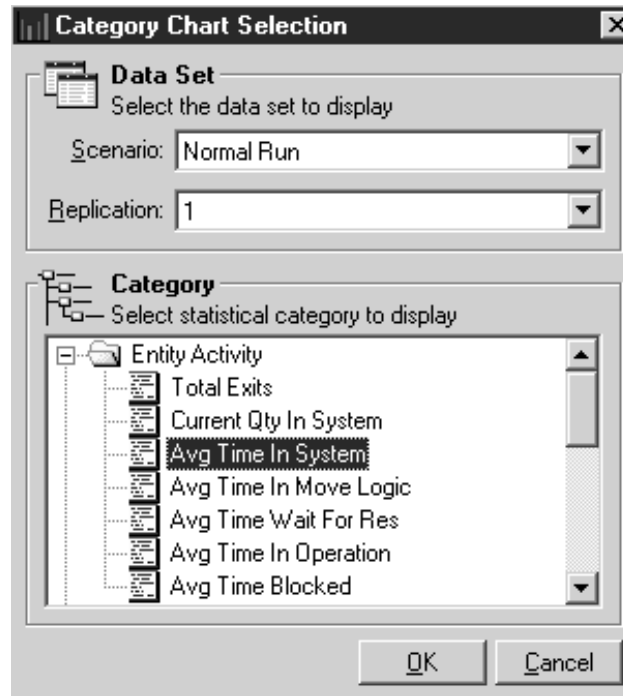 Category Chart Selection
Data Set
Select the data set to display
Scenario: Normal Run
Replication: 1
Category
Select statistical category to display
Entity Activity
Total Exits
Current Qty In System
Avg Time In System
Avg Time In Move Logic
Avg Time Wait For Res
Avg Time In Operation
Avg Time Blocked
OK Cancel